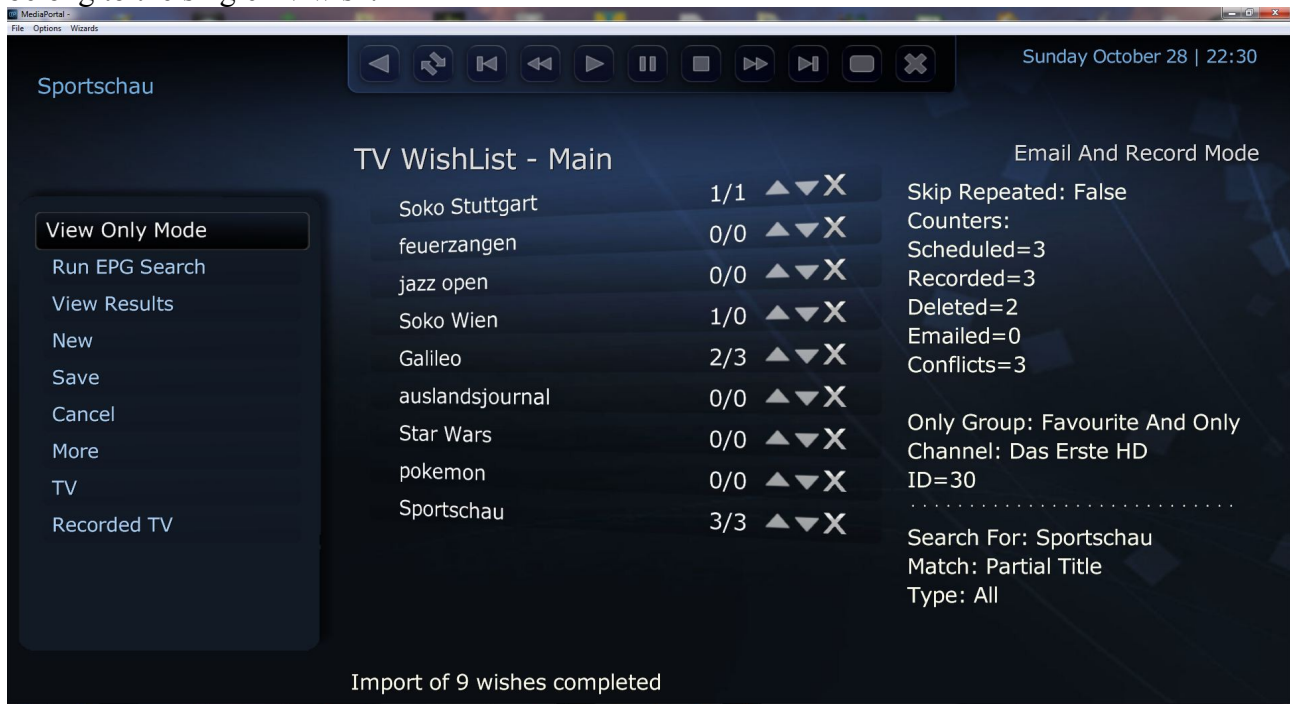 MediaPortal -
File Options Wizards
Sunday October 28 | 22:30
Sportschau
TV WishList - Main
Email And Record Mode
View Only Mode
Run EPG Search
View Results
New
Save
Cancel
More
TV
Recorded TV
Soko Stuttgart 1/1 X
feuerzangen 0/0 X
jazz open 0/0 X
Soko Wien 1/0 X
Galileo 2/3 X
auslandsjournal 0/0 X
Star Wars 0/0 X
pokemon 0/0 X
Sportschau 3/3 X
Skip Repeated: False
Counters:
Scheduled=3
Recorded=3
Deleted=2
Emailed=0
Conflicts=3
Only Group: Favourite And Only
Channel: Das Erste HD
ID=30
Search For: Sportschau
Match: Partial Title
Type: All
Import of 9 wishes completed